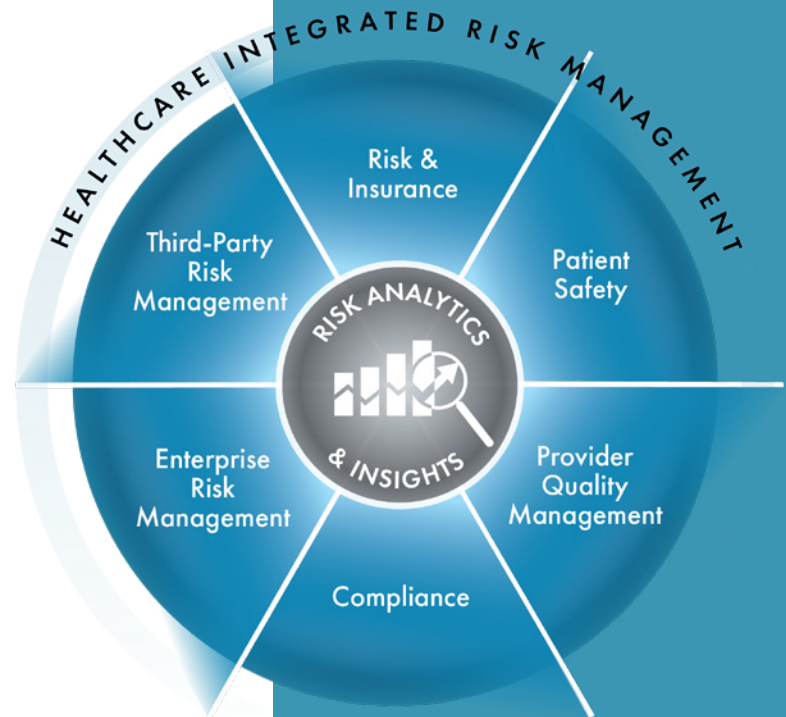 HEALTHCARE INTEGRATED RISK MANAGEMENT
Risk &
Insurance
Third-Party
Risk
Management
Patient
Safety
RISK ANALYTICS
& INSIGHTS
Enterprise
Risk
Management
Provider
Quality
Management
Compliance